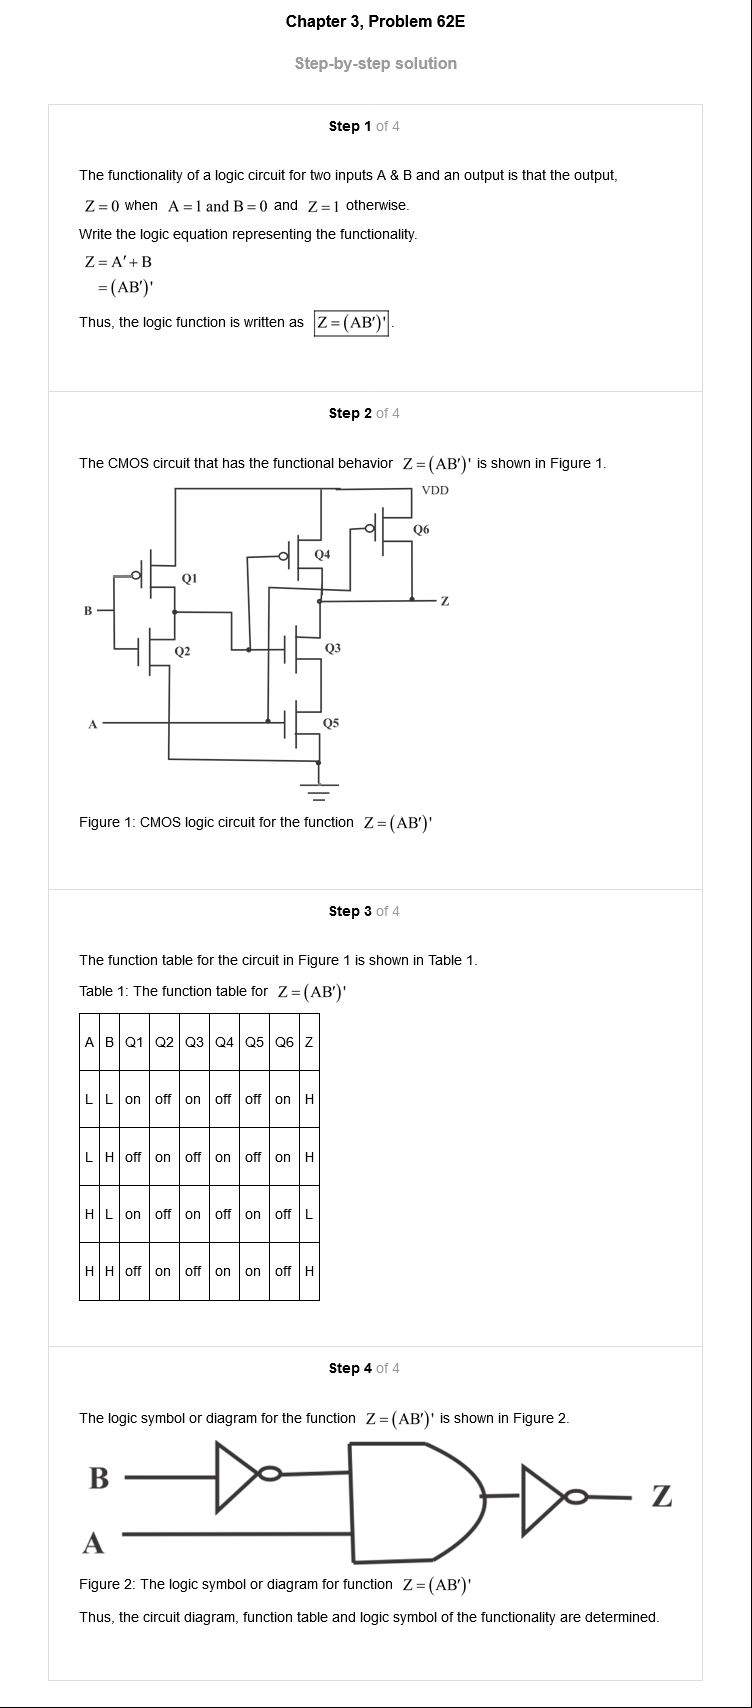 Chapter 3, Problem 62E
Step-by-step solution
Step 1 of 4
The functionality of a logic circuit for two inputs A & B and an output is that the output,
Z = 0 when A = 1 and B = 0 and Z = 1 otherwise.
Write the logic equation representing the functionality.
Z = A′ + B
= (AB′)'
Thus, the logic function is written as Z = (AB′)'.
Step 2 of 4
The CMOS circuit that has the functional behavior Z = (AB′)' is shown in Figure 1.
VDD
Q6
Q4
Q1
B
Z
Q2
Q3
A
Q5
Figure 1: CMOS logic circuit for the function Z = (AB′)'
Step 3 of 4
The function table for the circuit in Figure 1 is shown in Table 1.
Table 1: The function table for Z = (AB′)'
A B Q1 Q2 Q3 Q4 Q5 Q6 Z
L L on off on off off on H
L H off on off on off on H
H L on off on off on off L
H H off on off on on off H
Step 4 of 4
The logic symbol or diagram for the function Z = (AB′)' is shown in Figure 2.
B
Z
A
Figure 2: The logic symbol or diagram for function Z = (AB′)'
Thus, the circuit diagram, function table and logic symbol of the functionality are determined.